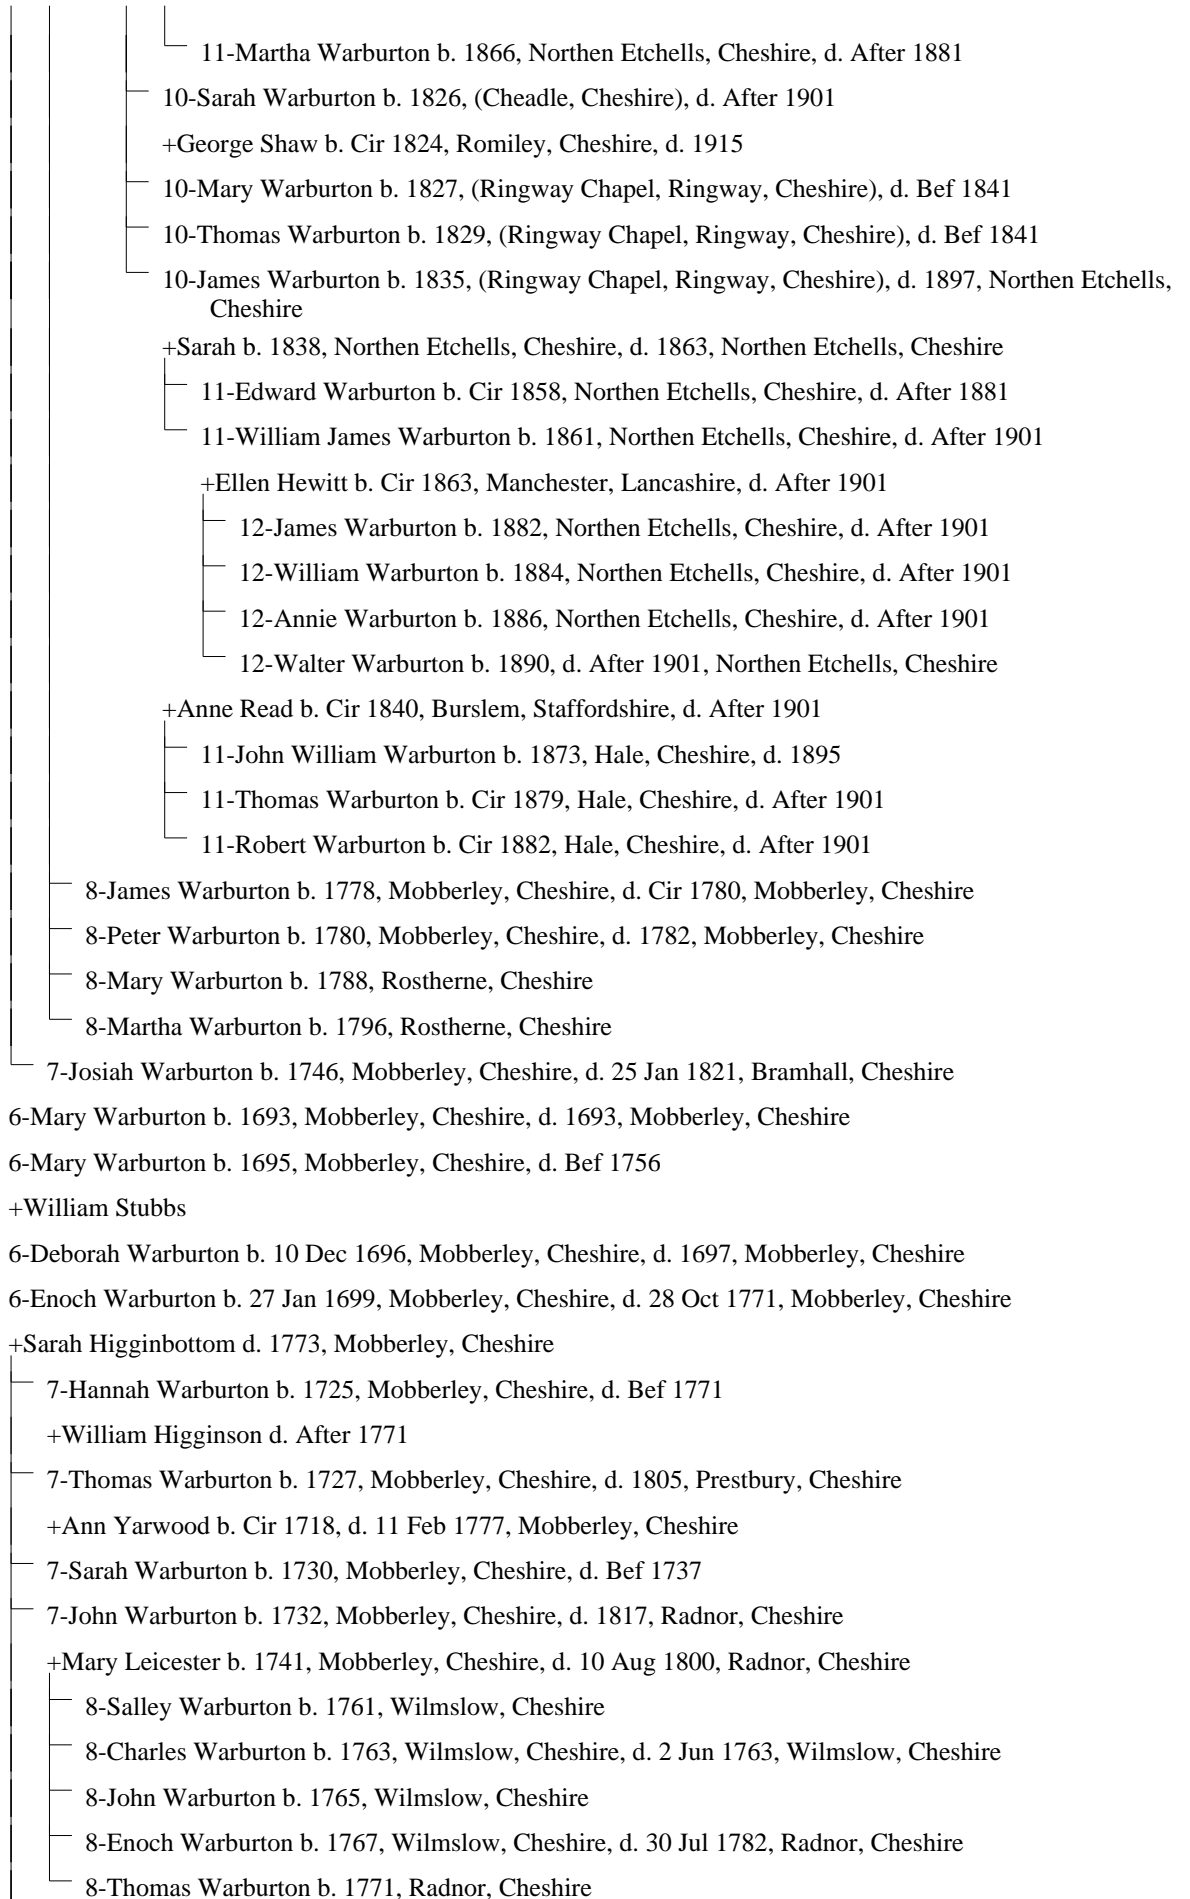 11-Martha Warburton b. 1866, Northen Etchells, Cheshire, d. After 1881
10-Sarah Warburton b. 1826, (Cheadle, Cheshire), d. After 1901
+George Shaw b. Cir 1824, Romiley, Cheshire, d. 1915
10-Mary Warburton b. 1827, (Ringway Chapel, Ringway, Cheshire), d. Bef 1841
10-Thomas Warburton b. 1829, (Ringway Chapel, Ringway, Cheshire), d. Bef 1841
10-James Warburton b. 1835, (Ringway Chapel, Ringway, Cheshire), d. 1897, Northen Etchells,
Cheshire
+Sarah b. 1838, Northen Etchells, Cheshire, d. 1863, Northen Etchells, Cheshire
11-Edward Warburton b. Cir 1858, Northen Etchells, Cheshire, d. After 1881
11-William James Warburton b. 1861, Northen Etchells, Cheshire, d. After 1901
+Ellen Hewitt b. Cir 1863, Manchester, Lancashire, d. After 1901
12-James Warburton b. 1882, Northen Etchells, Cheshire, d. After 1901
12-William Warburton b. 1884, Northen Etchells, Cheshire, d. After 1901
12-Annie Warburton b. 1886, Northen Etchells, Cheshire, d. After 1901
12-Walter Warburton b. 1890, d. After 1901, Northen Etchells, Cheshire
+Anne Read b. Cir 1840, Burslem, Staffordshire, d. After 1901
11-John William Warburton b. 1873, Hale, Cheshire, d. 1895
11-Thomas Warburton b. Cir 1879, Hale, Cheshire, d. After 1901
11-Robert Warburton b. Cir 1882, Hale, Cheshire, d. After 1901
8-James Warburton b. 1778, Mobberley, Cheshire, d. Cir 1780, Mobberley, Cheshire
8-Peter Warburton b. 1780, Mobberley, Cheshire, d. 1782, Mobberley, Cheshire
8-Mary Warburton b. 1788, Rostherne, Cheshire
8-Martha Warburton b. 1796, Rostherne, Cheshire
7-Josiah Warburton b. 1746, Mobberley, Cheshire, d. 25 Jan 1821, Bramhall, Cheshire
6-Mary Warburton b. 1693, Mobberley, Cheshire, d. 1693, Mobberley, Cheshire
6-Mary Warburton b. 1695, Mobberley, Cheshire, d. Bef 1756
+William Stubbs
6-Deborah Warburton b. 10 Dec 1696, Mobberley, Cheshire, d. 1697, Mobberley, Cheshire
6-Enoch Warburton b. 27 Jan 1699, Mobberley, Cheshire, d. 28 Oct 1771, Mobberley, Cheshire
+Sarah Higginbottom d. 1773, Mobberley, Cheshire
7-Hannah Warburton b. 1725, Mobberley, Cheshire, d. Bef 1771
+William Higginson d. After 1771
7-Thomas Warburton b. 1727, Mobberley, Cheshire, d. 1805, Prestbury, Cheshire
+Ann Yarwood b. Cir 1718, d. 11 Feb 1777, Mobberley, Cheshire
7-Sarah Warburton b. 1730, Mobberley, Cheshire, d. Bef 1737
7-John Warburton b. 1732, Mobberley, Cheshire, d. 1817, Radnor, Cheshire
+Mary Leicester b. 1741, Mobberley, Cheshire, d. 10 Aug 1800, Radnor, Cheshire
8-Salley Warburton b. 1761, Wilmslow, Cheshire
8-Charles Warburton b. 1763, Wilmslow, Cheshire, d. 2 Jun 1763, Wilmslow, Cheshire
8-John Warburton b. 1765, Wilmslow, Cheshire
8-Enoch Warburton b. 1767, Wilmslow, Cheshire, d. 30 Jul 1782, Radnor, Cheshire
8-Thomas Warburton b. 1771, Radnor, Cheshire